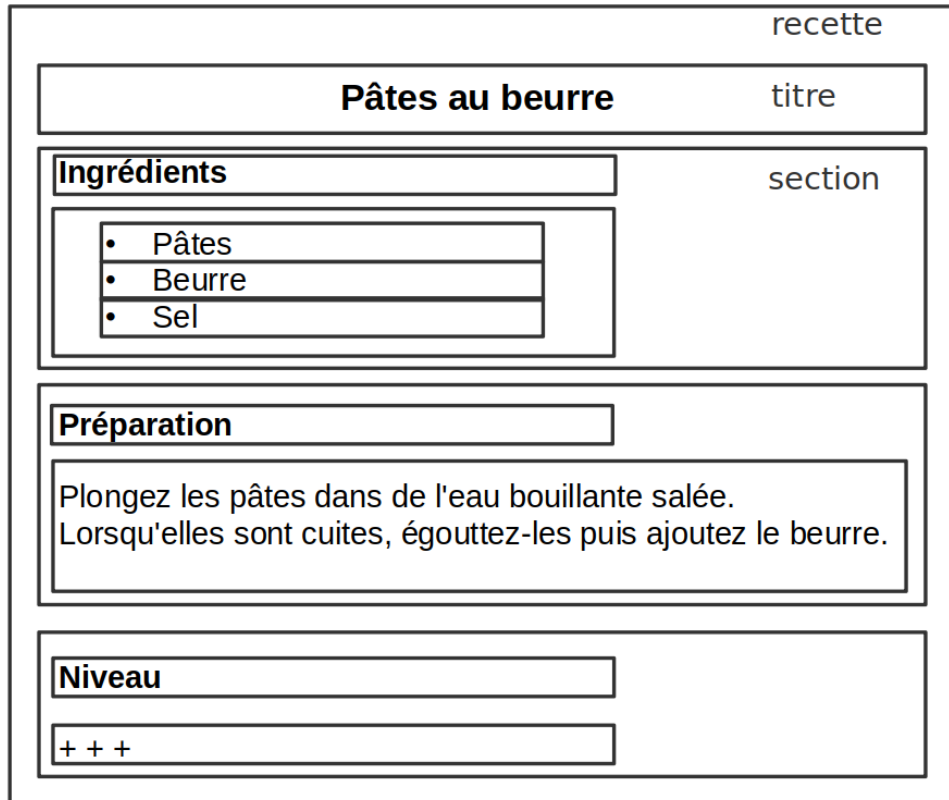 recette
Pâtes au beurre titre
Ingrédients section
• Pâtes
• Beurre
• Sel
Préparation
Plongez les pâtes dans de l'eau bouillante salée.
Lorsqu'elles sont cuites, égouttez-les puis ajoutez le beurre.
Niveau
+ + +